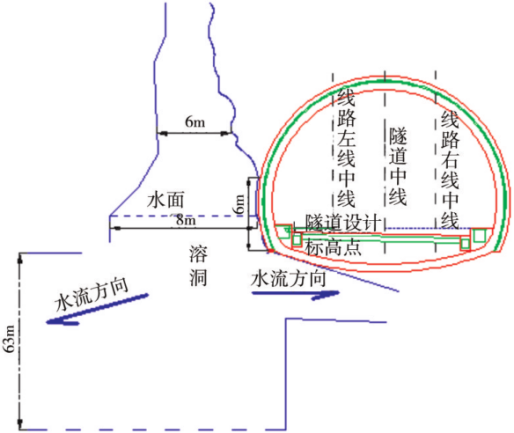 6m
水面
8m
6m
线路左线中线
隧道中线
线路右线中线
隧道设计
标高点
溶洞
水流方向
水流方向
63m